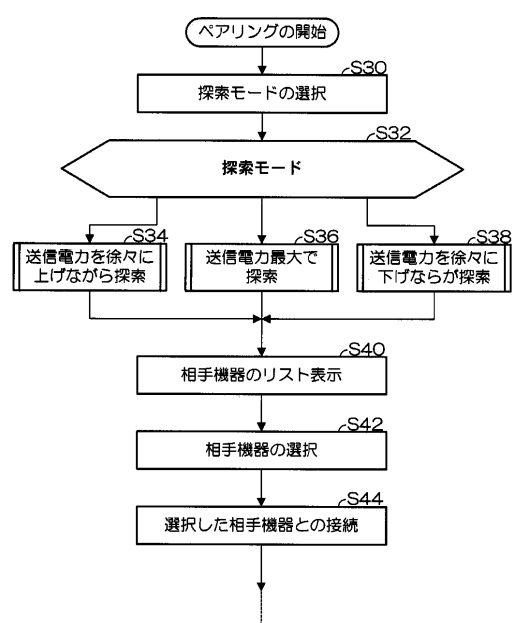 ペアリングの開始
S30
探索モードの選択
S32
探索モード
S34
送信電力を徐々に
上げながら探索
S36
送信電力最大で
探索
S38
送信電力を徐々に
下げならが探索
S40
相手機器のリスト表示
S42
相手機器の選択
S44
選択した相手機器との接続